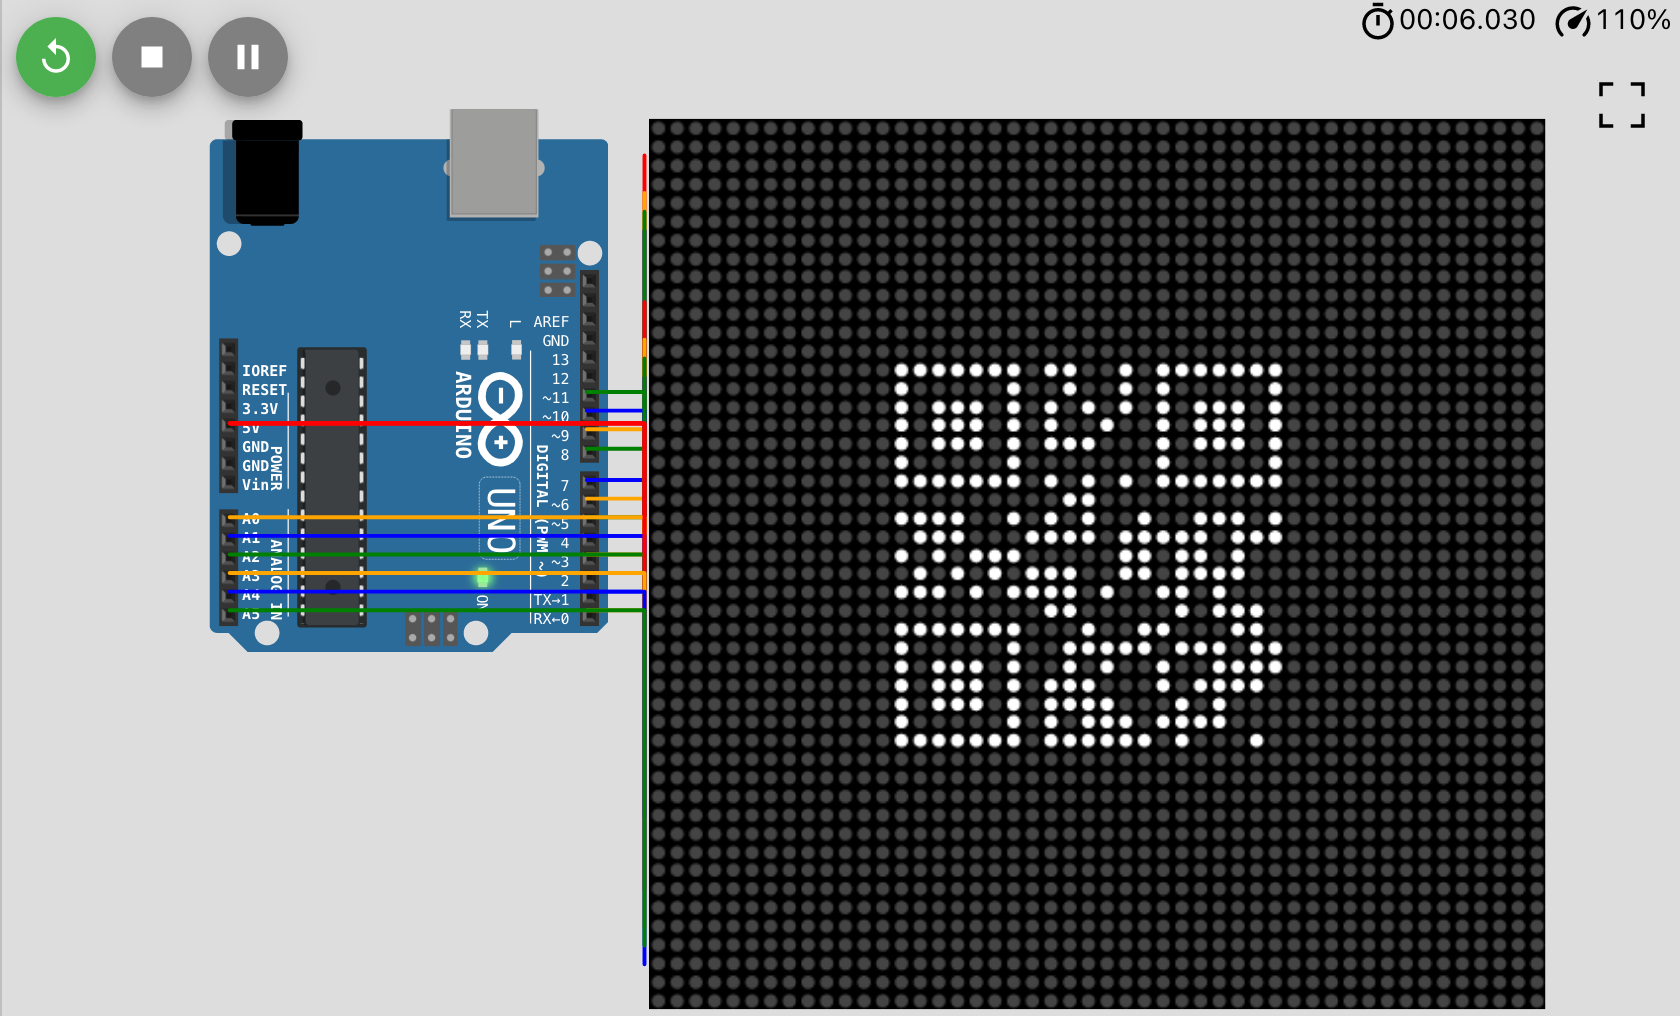 00:06.030 110%
RX TX L
AREF
GND
13
12
~11
~10
~9
8
7
~6
~5
4
~3
2
TX→1
RX←0
IOREF
RESET
3.3V
5V
GND
GND
Vin
POWER
A0
A1
A2
A3
A4
A5
ANALOG IN
ARDUINO
UNO
DIGITAL (PWM ~)
ON